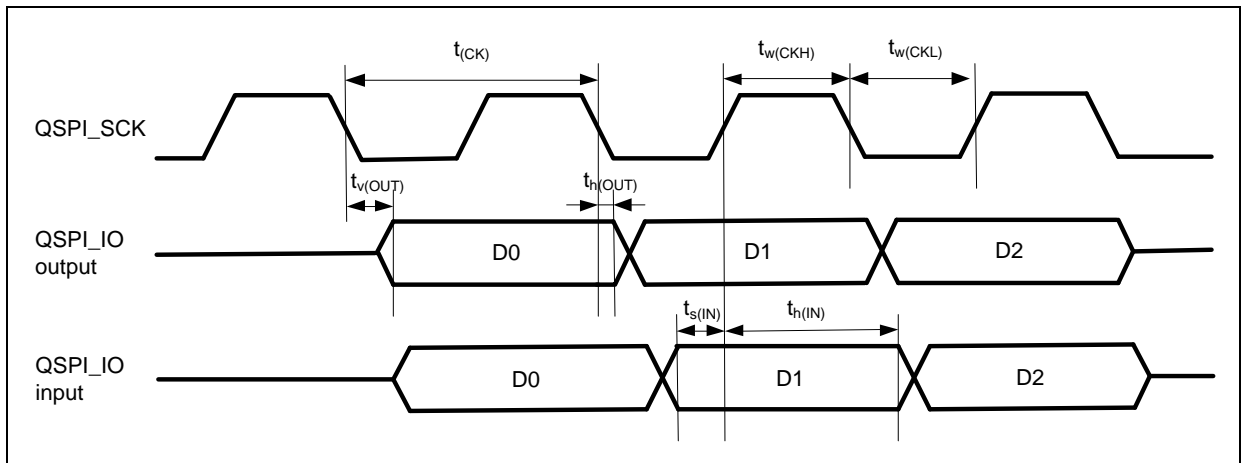 t(CK)
tw(CKH)
tw(CKL)
QSPI_SCK
tv(OUT)
th(OUT)
QSPI_IO
output
D0
D1
D2
ts(IN)
th(IN)
QSPI_IO
input
D0
D1
D2